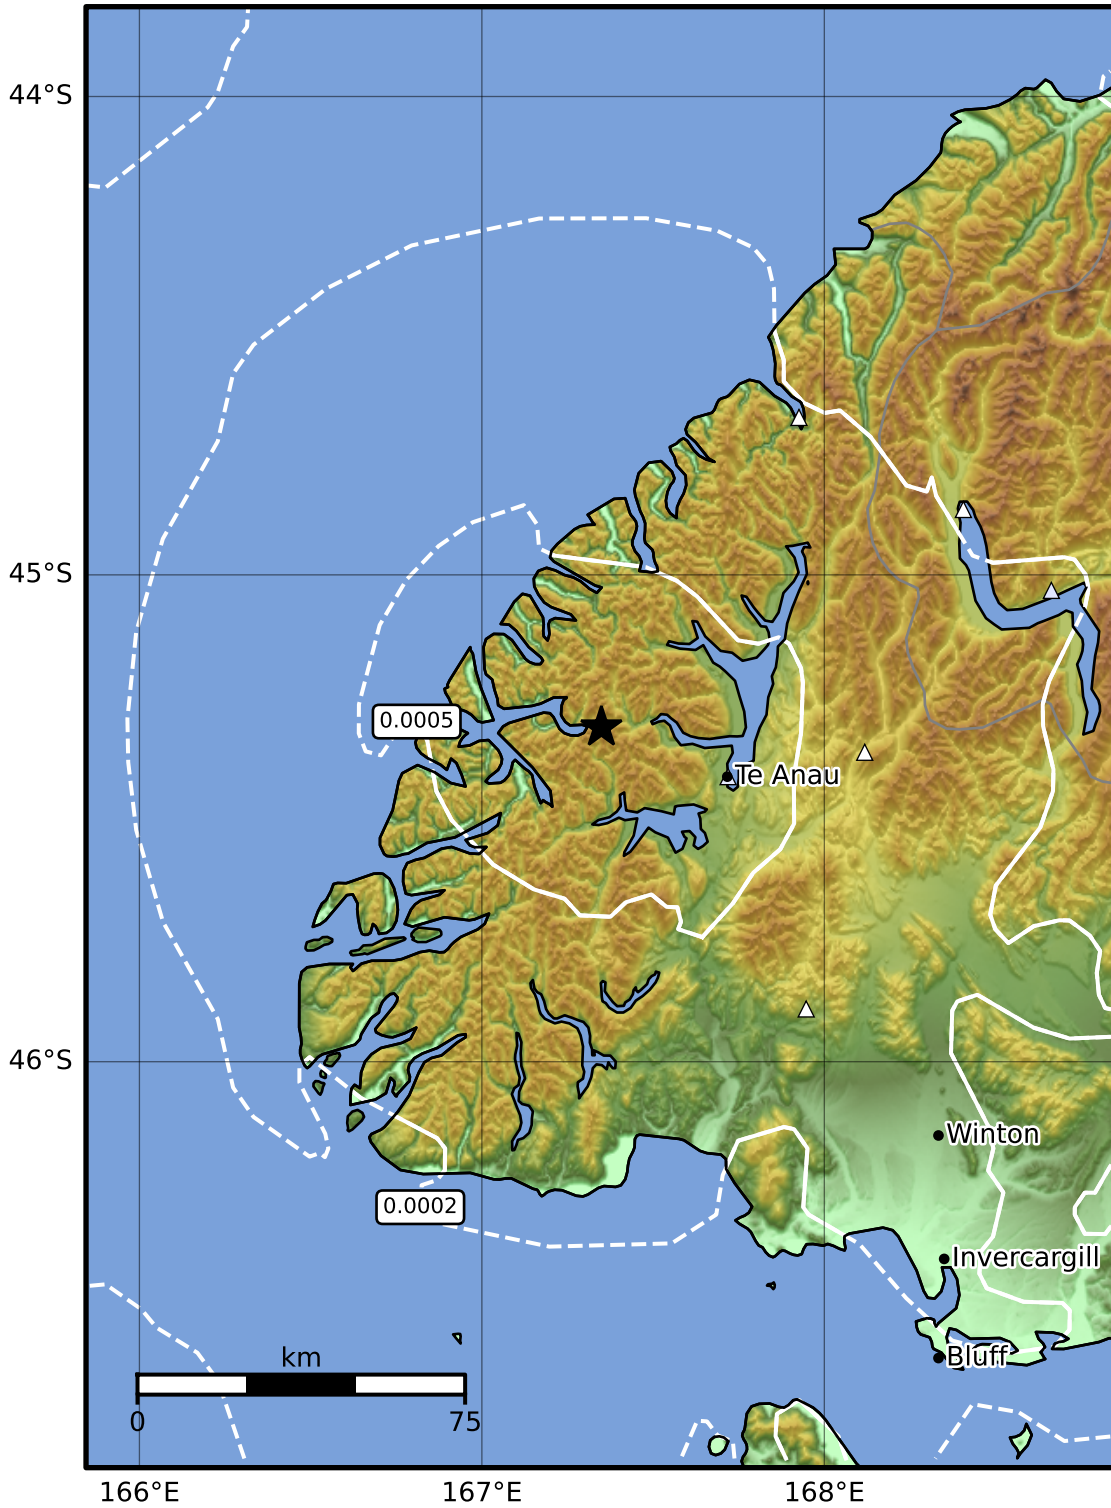 44°S
45°S
0.0005
Te Anau
46°S
Winton
0.0002
Invercargill
Bluff
km
0 75
166°E 167°E 168°E